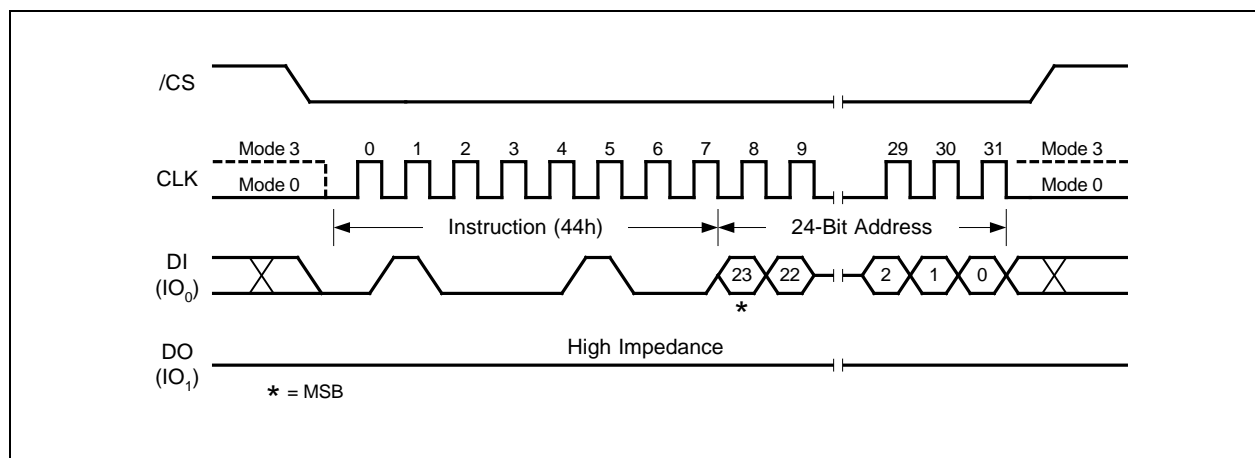 /CS
Mode 3 0 1 2 3 4 5 6 7 8 9 29 30 31 Mode 3
CLK Mode 0 Mode 0
Instruction (44h) 24-Bit Address
DI
(IO0) 23 22 2 1 0
*
High Impedance
DO
(IO1)
* = MSB